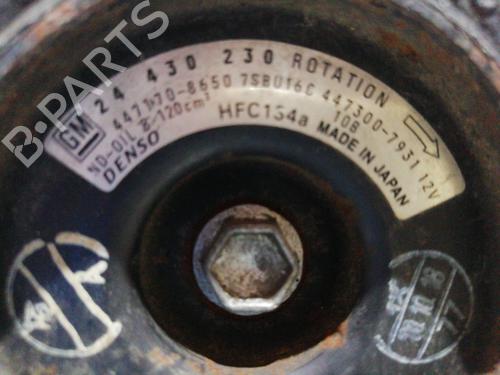 GM 24 430 230 ROTATION
447170-8650 7SBU16C 447300-7931 12V
ND-OIL 8/120cm³ HFC134a 10B
DENSO MADE IN JAPAN
B-PARTS